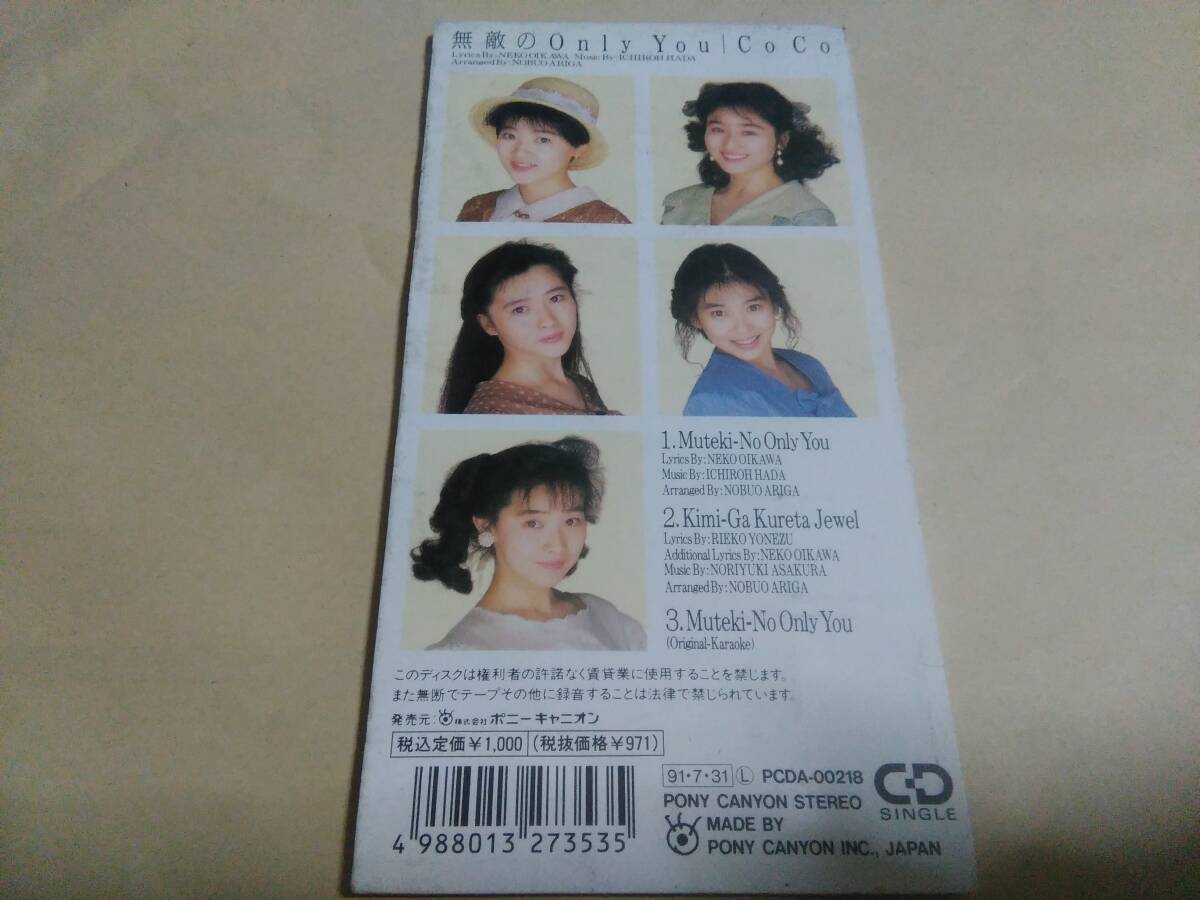 無敵のOnly You|CoCo
Lyrics By:NEKO OIKAWA Music By:ICHIROH HADA
Arranged By:NOBUO ARIGA
1.Muteki-No Only You
Lyrics By:NEKO OIKAWA
Music By:ICHIROH HADA
Arranged By:NOBUO ARIGA
2.Kimi-Ga Kureta Jewel
Lyrics By:RIEKO YONEZU
Additional Lyrics By:NEKO OIKAWA
Music By:NORIYUKI ASAKURA
Arranged By:NOBUO ARIGA
3.Muteki-No Only You
(Original-Karaoke)
このディスクは権利者の許諾なく賃貸業に使用することを禁じます。
また無断でテープその他に録音することは法律で禁じられています。
発売元:株式会社ポニーキャニオン
税込定価¥1,000 (税抜価格¥971)
91・7・31 Ⓛ PCDA-00218
PONY CANYON STEREO
MADE BY
PONY CANYON INC., JAPAN
CD
SINGLE
4 988013 273535